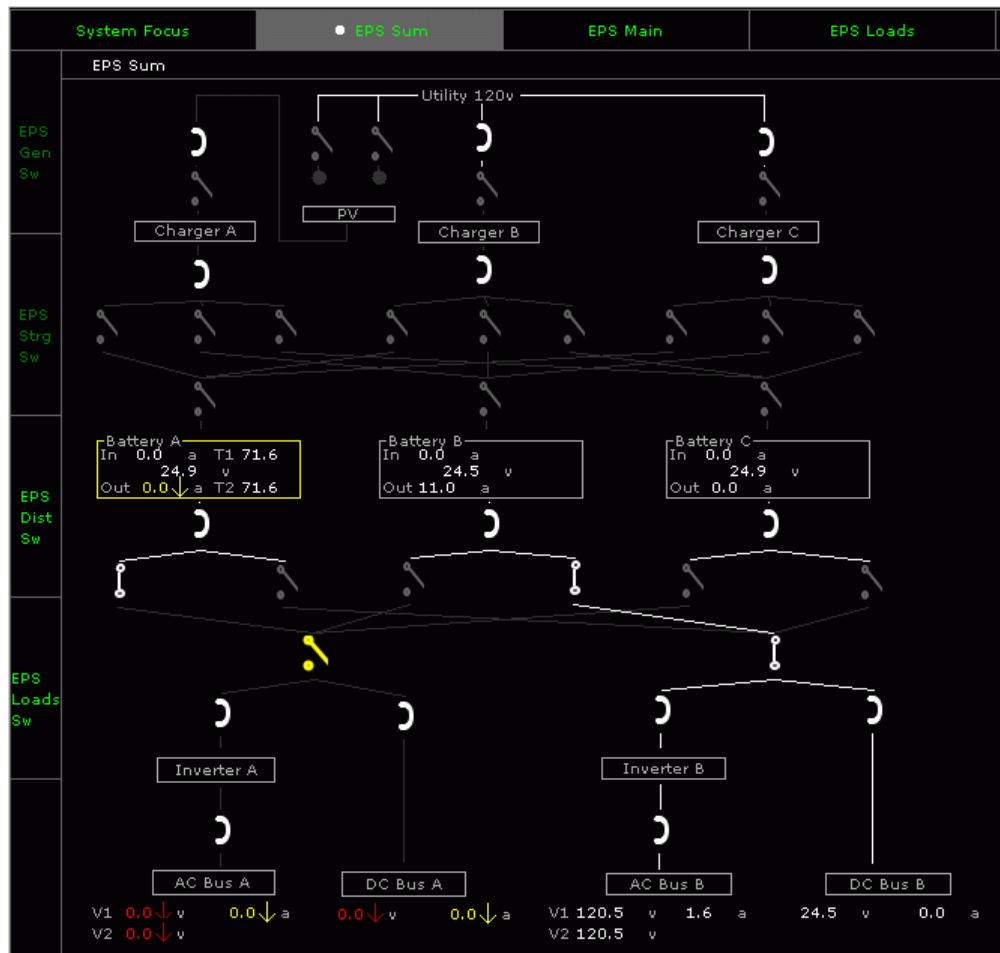 System Focus EPS Sum EPS Main EPS Loads
EPS Sum
Utility 120v
EPS
Gen
Sw
PV
Charger A Charger B Charger C
EPS
Strg
Sw
Battery A Battery B Battery C
In 0.0 a T1 71.6 In 0.0 a In 0.0 a
24.9 v 24.5 v 24.9 v
Out 0.0 a T2 71.6 Out 11.0 a Out 0.0 a
EPS
Dist
Sw
EPS
Loads
Sw
Inverter A Inverter B
AC Bus A DC Bus A AC Bus B DC Bus B
V1 0.0 v 0.0 a 0.0 v 0.0 a V1 120.5 v 1.6 a 24.5 v 0.0 a
V2 0.0 v V2 120.5 v